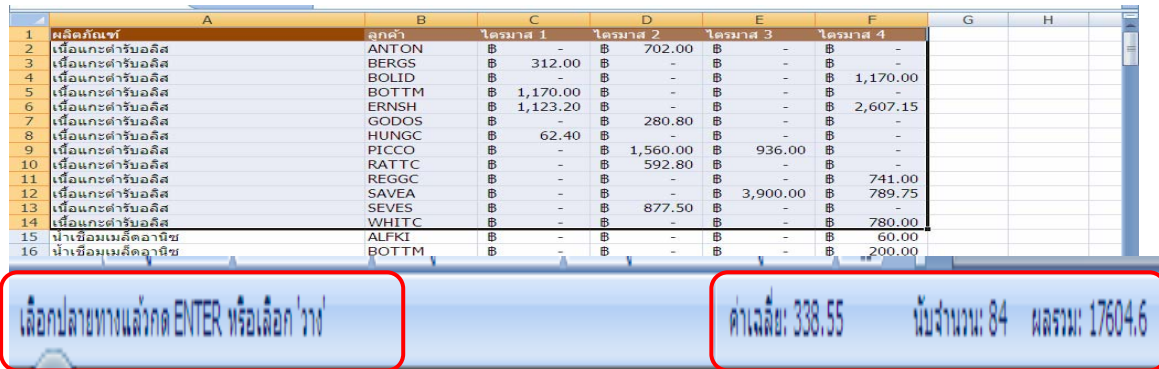 A B C D E F G H
1 ผลิตภัณฑ์ ลูกค้า ไตรมาส 1 ไตรมาส 2 ไตรมาส 3 ไตรมาส 4
2 เนื้อแกะตำรับอลิส ANTON ฿ - ฿ 702.00 ฿ - ฿ -
3 เนื้อแกะตำรับอลิส BERGS ฿ 312.00 ฿ - ฿ - ฿ -
4 เนื้อแกะตำรับอลิส BOLID ฿ - ฿ - ฿ - ฿ 1,170.00
5 เนื้อแกะตำรับอลิส BOTTM ฿ 1,170.00 ฿ - ฿ - ฿ -
6 เนื้อแกะตำรับอลิส ERNSH ฿ 1,123.20 ฿ - ฿ - ฿ 2,607.15
7 เนื้อแกะตำรับอลิส GODOS ฿ - ฿ 280.80 ฿ - ฿ -
8 เนื้อแกะตำรับอลิส HUNGC ฿ 62.40 ฿ - ฿ - ฿ -
9 เนื้อแกะตำรับอลิส PICCO ฿ - ฿ 1,560.00 ฿ 936.00 ฿ -
10 เนื้อแกะตำรับอลิส RATTC ฿ - ฿ 592.80 ฿ - ฿ -
11 เนื้อแกะตำรับอลิส REGGC ฿ - ฿ - ฿ - ฿ 741.00
12 เนื้อแกะตำรับอลิส SAVEA ฿ - ฿ - ฿ 3,900.00 ฿ 789.75
13 เนื้อแกะตำรับอลิส SEVES ฿ - ฿ 877.50 ฿ - ฿ -
14 เนื้อแกะตำรับอลิส WHITC ฿ - ฿ - ฿ - ฿ 780.00
15 น้ำเชื่อมเมล็ดอานิซ ALFKI ฿ - ฿ - ฿ - ฿ 60.00
16 น้ำเชื่อมเมล็ดอานิซ BOTTM ฿ - ฿ - ฿ - ฿ 200.00
เลือกปลายทางแล้วกด ENTER หรือเลือก 'วาง' ค่าเฉลี่ย: 338.55 นับจำนวน: 84 ผลรวม: 17604.6